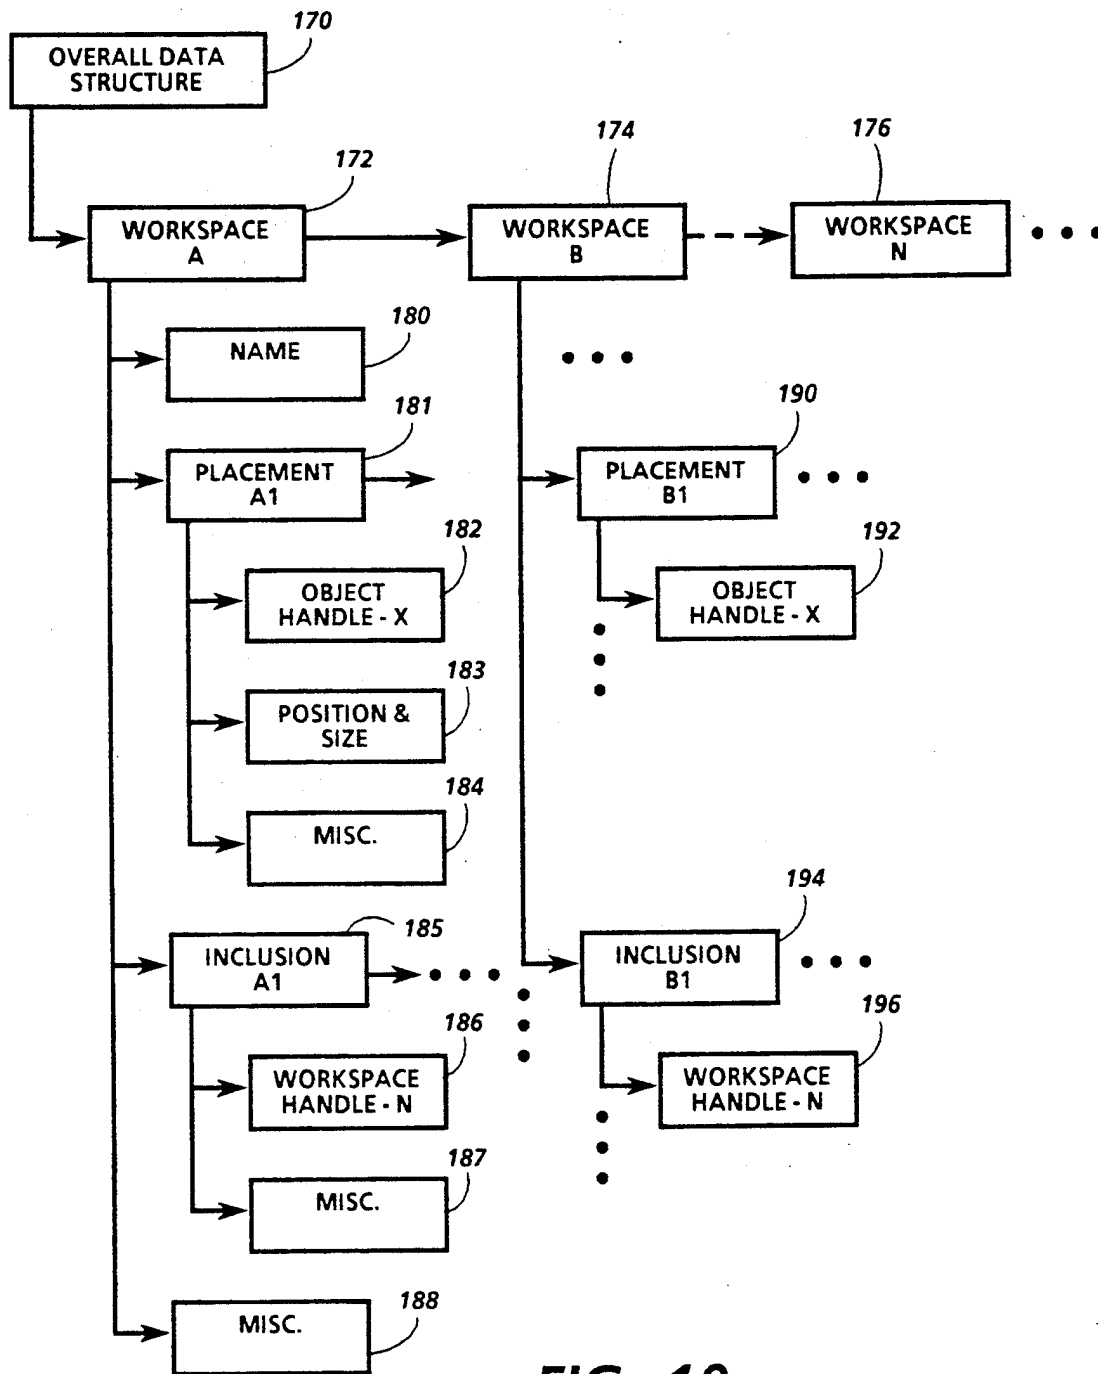 170
OVERALL DATA
STRUCTURE
172
174
176
WORKSPACE
A
WORKSPACE
B
WORKSPACE
N
180
NAME
181
PLACEMENT
A1
190
PLACEMENT
B1
182
OBJECT
HANDLE - X
192
OBJECT
HANDLE - X
183
POSITION &
SIZE
184
MISC.
185
INCLUSION
A1
194
INCLUSION
B1
186
WORKSPACE
HANDLE - N
196
WORKSPACE
HANDLE - N
187
MISC.
188
MISC.